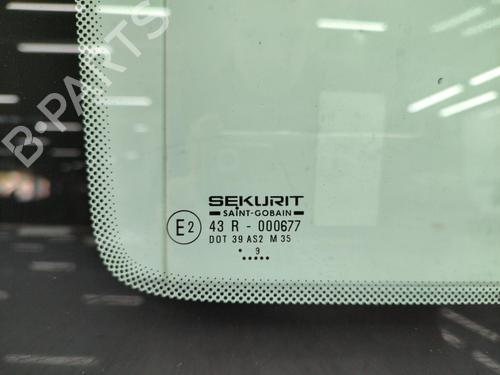 B-PARTS
SEKURIT
SAINT-GOBAIN
E2 43 R - 000677
DOT 39 AS2 M 35
. 9
.....